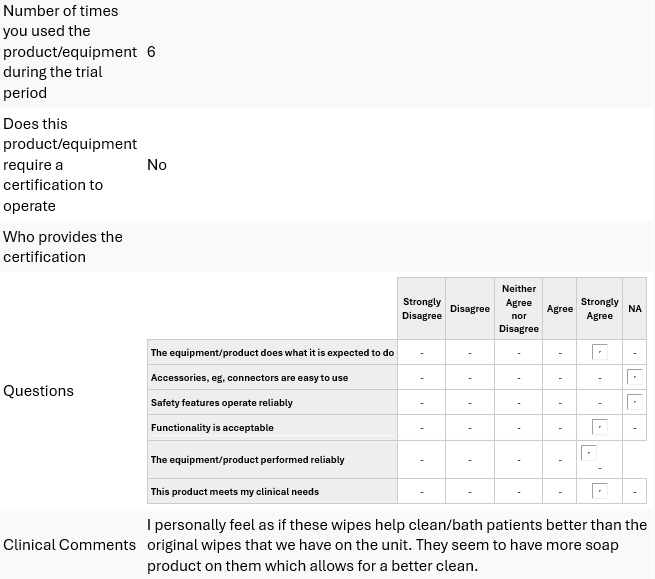 Number of times
you used the
product/equipment 6
during the trial
period
Does this
product/equipment
require a No
certification to
operate
Who provides the
certification
Questions
Strongly Disagree Disagree Neither Agree nor Disagree Agree Strongly Agree NA
The equipment/product does what it is expected to do - - - - -
Accessories, eg, connectors are easy to use - - - - -
Safety features operate reliably - - - - -
Functionality is acceptable - - - - -
The equipment/product performed reliably - - - - -
This product meets my clinical needs - - - - -
Clinical Comments
I personally feel as if these wipes help clean/bath patients better than the
original wipes that we have on the unit. They seem to have more soap
product on them which allows for a better clean.